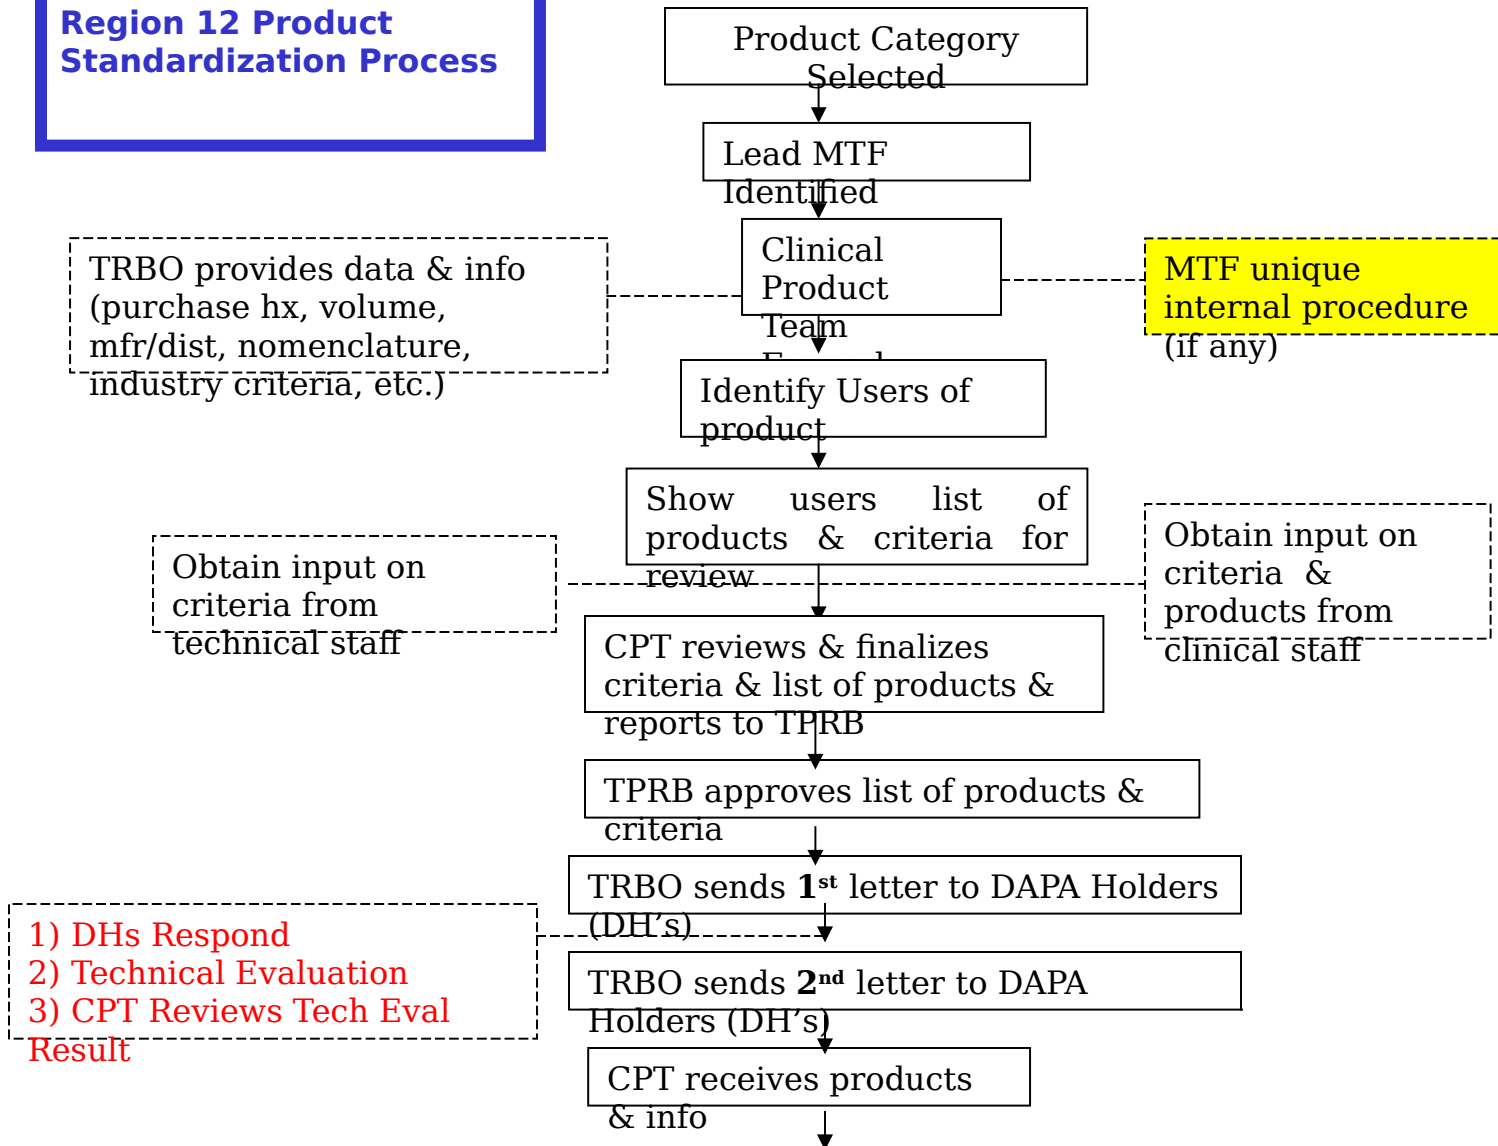 Region 12 Product
Standardization Process
Product Category
Selected
Lead MTF
Identified
Clinical
Product
Team
TRBO provides data & info
(purchase hx, volume,
mfr/dist, nomenclature,
industry criteria, etc.)
MTF unique
internal procedure
(if any)
Identify Users of
product
Show users list of
products & criteria for
review
Obtain input on
criteria from
technical staff
Obtain input on
criteria & 
products from
clinical staff
CPT reviews & finalizes
criteria & list of products &
reports to TPRB
TPRB approves list of products &
criteria
TRBO sends 1st letter to DAPA Holders
(DH’s)
1) DHs Respond
2) Technical Evaluation
3) CPT Reviews Tech Eval
Result
TRBO sends 2nd letter to DAPA
Holders (DH’s)
CPT receives products
& info